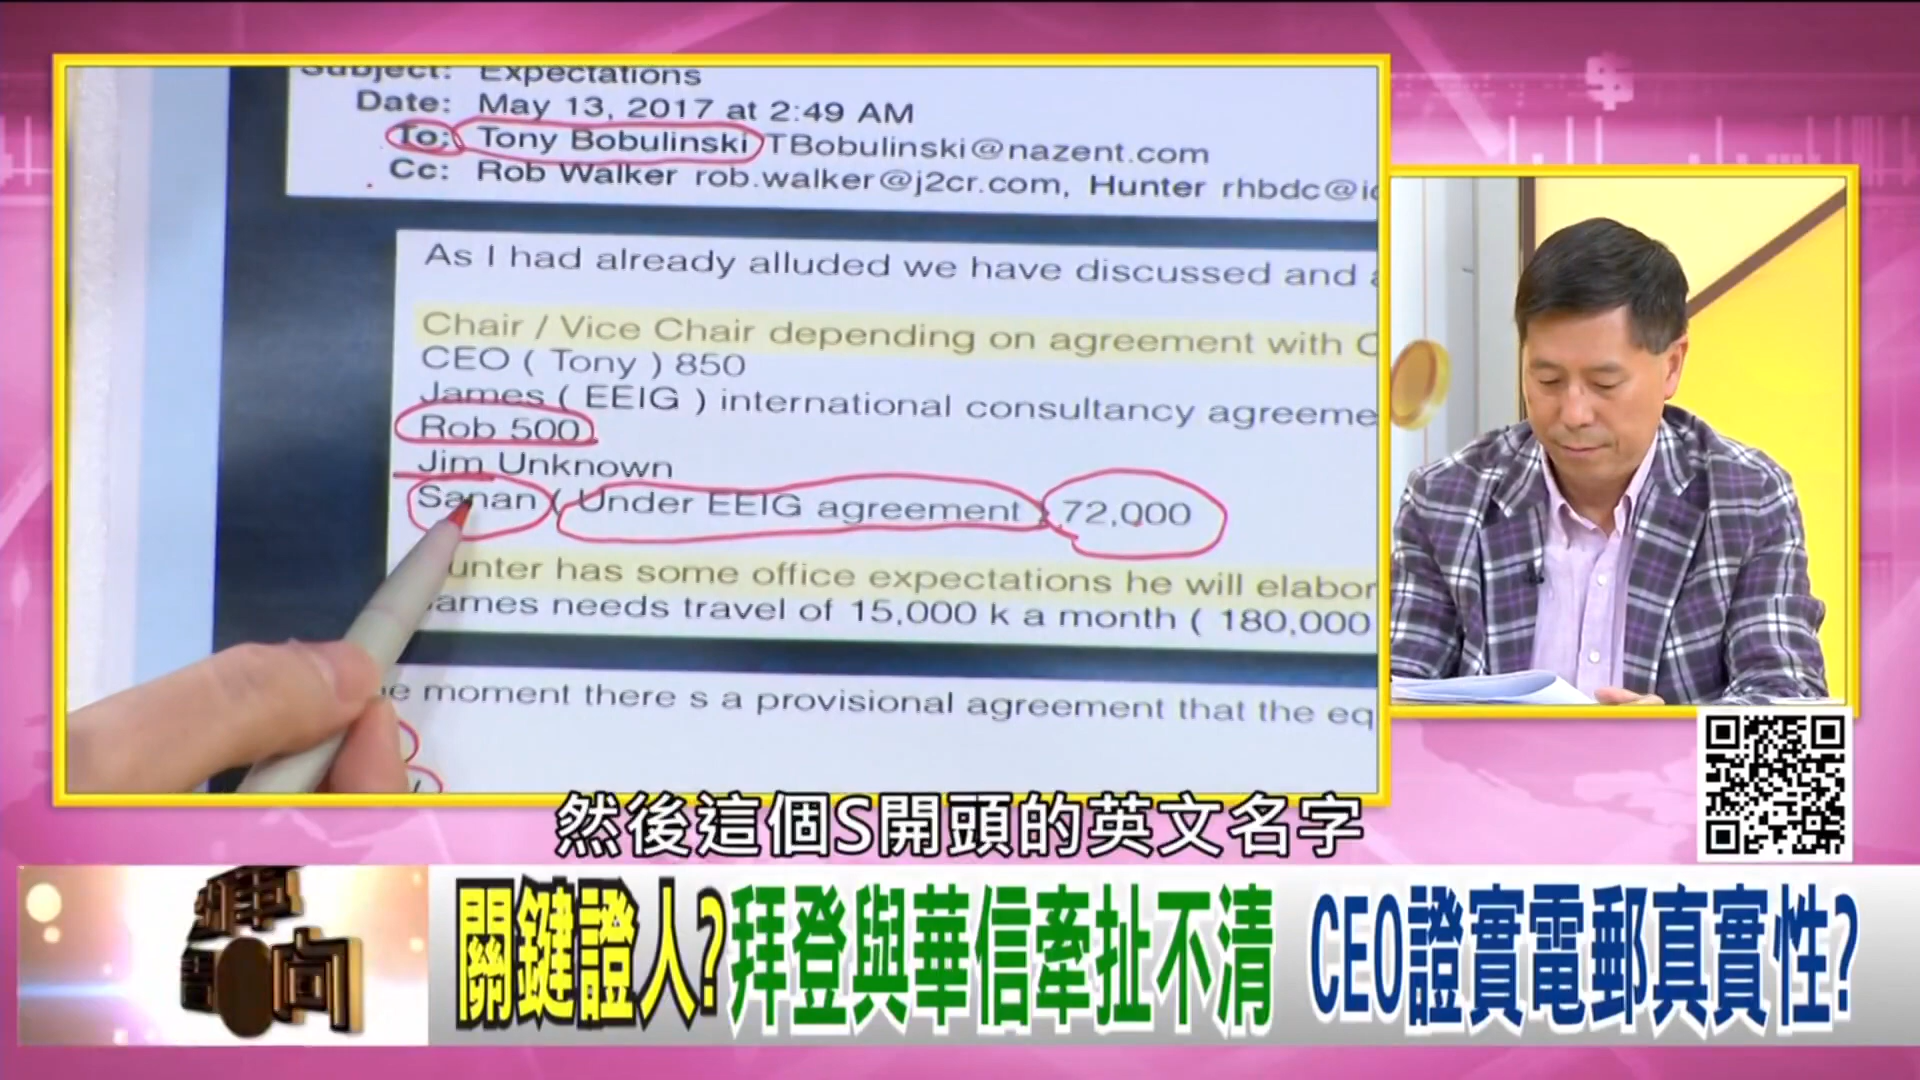 Subject: Expectations
Date: May 13, 2017 at 2:49 AM
To: Tony Bobulinski TBobulinski@nazent.com
Cc: Rob Walker rob.walker@j2cr.com, Hunter rhbdc@ic
As I had already alluded we have discussed and a
Chair / Vice Chair depending on agreement with C
CEO ( Tony ) 850
James ( EEIG ) international consultancy agreeme
Rob 500
Jim Unknown
Sanan ( Under EEIG agreement ) 72,000
unter has some office expectations he will elabor
ames needs travel of 15,000 k a month ( 180,000
e moment there s a provisional agreement that the eq
然後這個S開頭的英文名字
關鍵證人?拜登與華信牽扯不清 CEO證實電郵真實性?